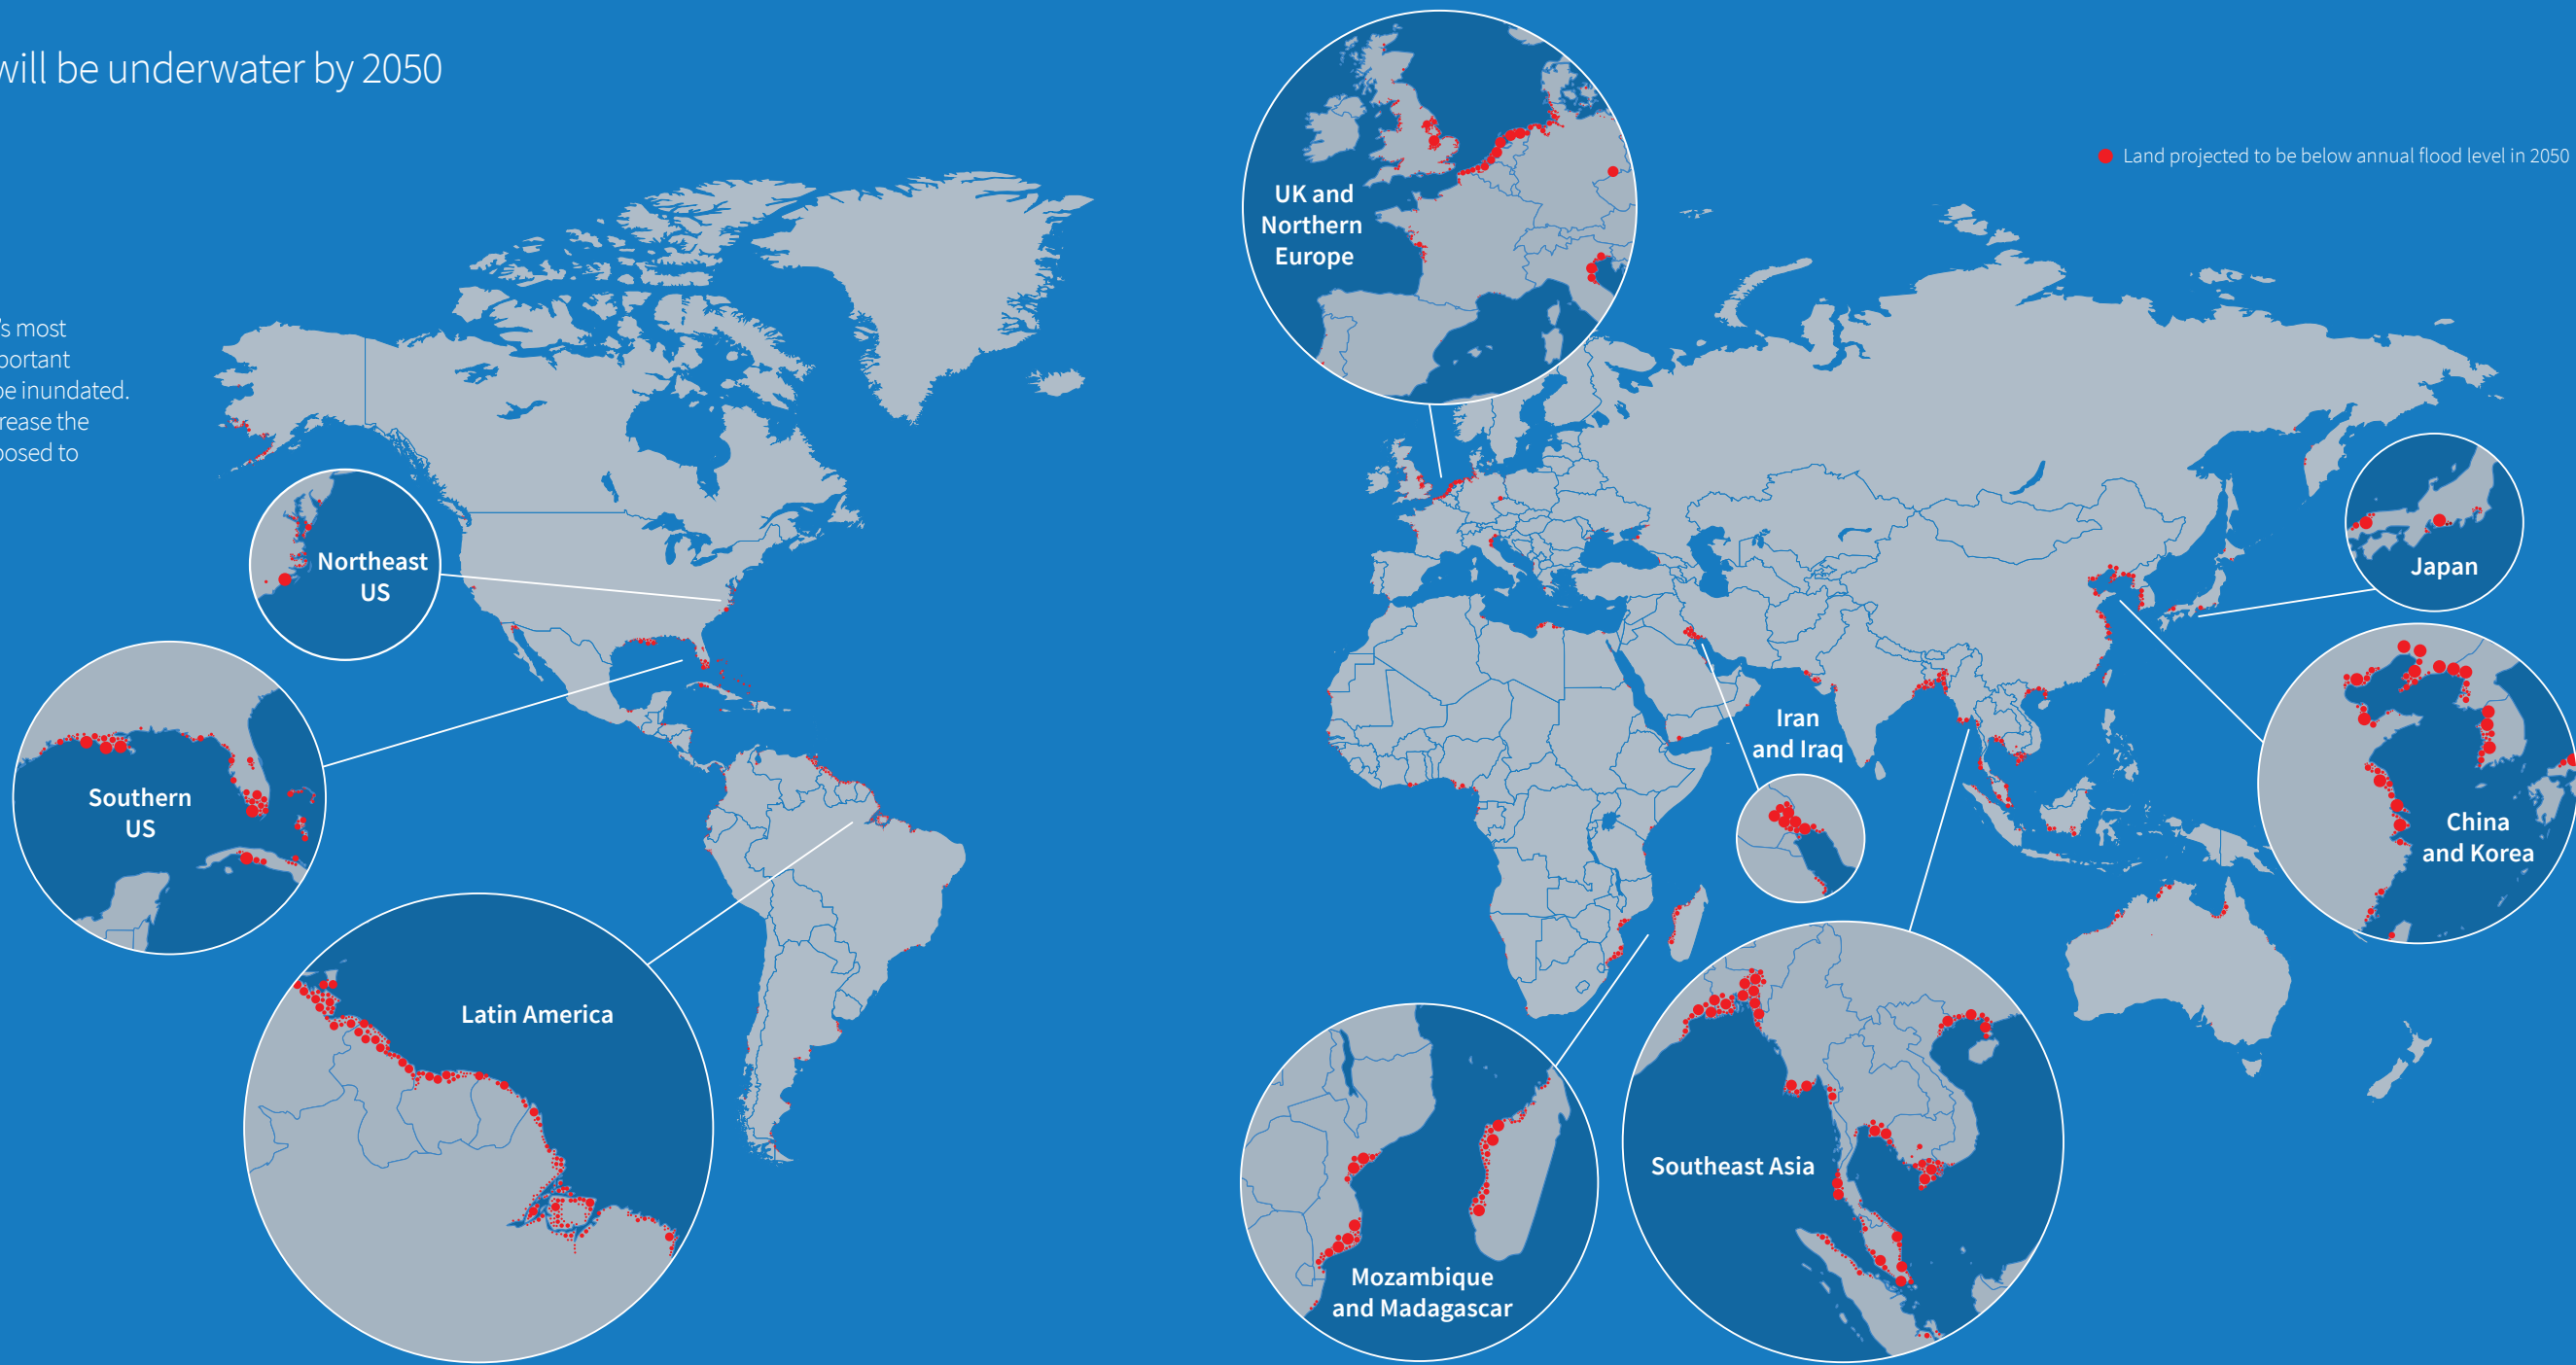 will be underwater by 2050
Land projected to be below annual flood level in 2050
's most
portant
be inundated.
rease the
posed to
UK and
Northern
Europe
Northeast
US
Japan
Southern
US
Iran
and Iraq
China
and Korea
Latin America
Southeast Asia
Mozambique
and Madagascar